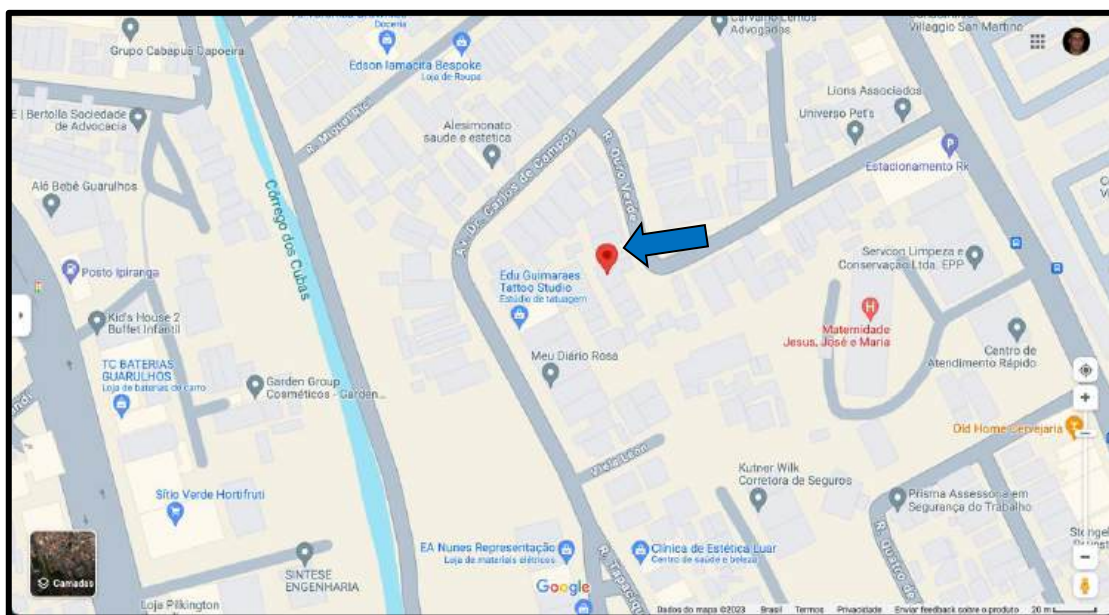 Grupo Cabapuã Capoeira
Doceria
Edson Iamacita Bespoke
Loja de Roupa
Carvalho Lemos
Advogados
Villaggio San Martino
E | Bertolla Sociedade
de Advocacia
R. Miguel Rici
Alesimonato
saude e estetica
Av. Dr. Carlos de Campos
R. Ouro Verde
Lions Associados
Universo Pet's
Estacionamento Rk
Alô Bebê Guarulhos
Córrego dos Cubas
Posto Ipiranga
Edu Guimaraes
Tattoo Studio
Estúdio de tatuagem
Servicon Limpeza e
Conservação Ltda. EPP
Kid's House 2
Buffet Infantil
H
Maternidade
Jesus, José e Maria
Centro de
Atendimento Rápido
Meu Diário Rosa
TC BATERIAS
GUARULHOS
Loja de baterias de carro
Garden Group
Cosméticos - Garden...
Old Home Cervejaria
Viela Leon
Kutner Wilk
Corretora de Seguros
Sítio Verde Hortifruti
Prisma Assessoria em
Segurança do Trabalho
EA Nunes Representação
Loja de materiais elétricos
Clínica de Estética Luar
Centro de saúde e beleza
SINTESE
ENGENHARIA
Camadas
Google
Loja Pilkington
Dados do mapa ©2023 Brasil Termos Privacidade Enviar feedback sobre o produto 20 m